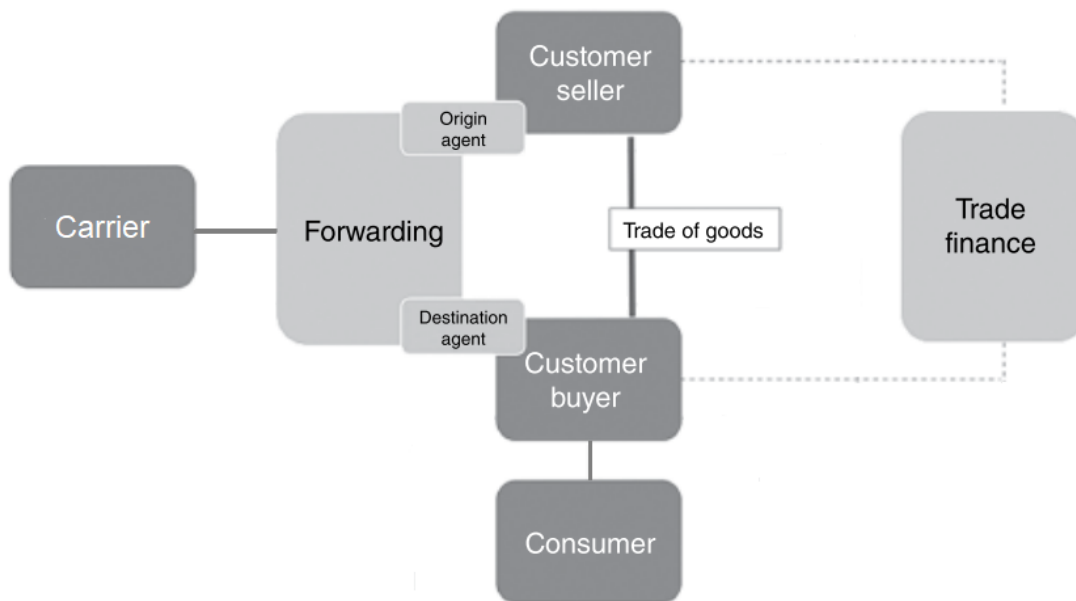 Customer
seller
Origin
agent
Carrier
Forwarding
Trade of goods
Trade
finance
Destination
agent
Customer
buyer
Consumer